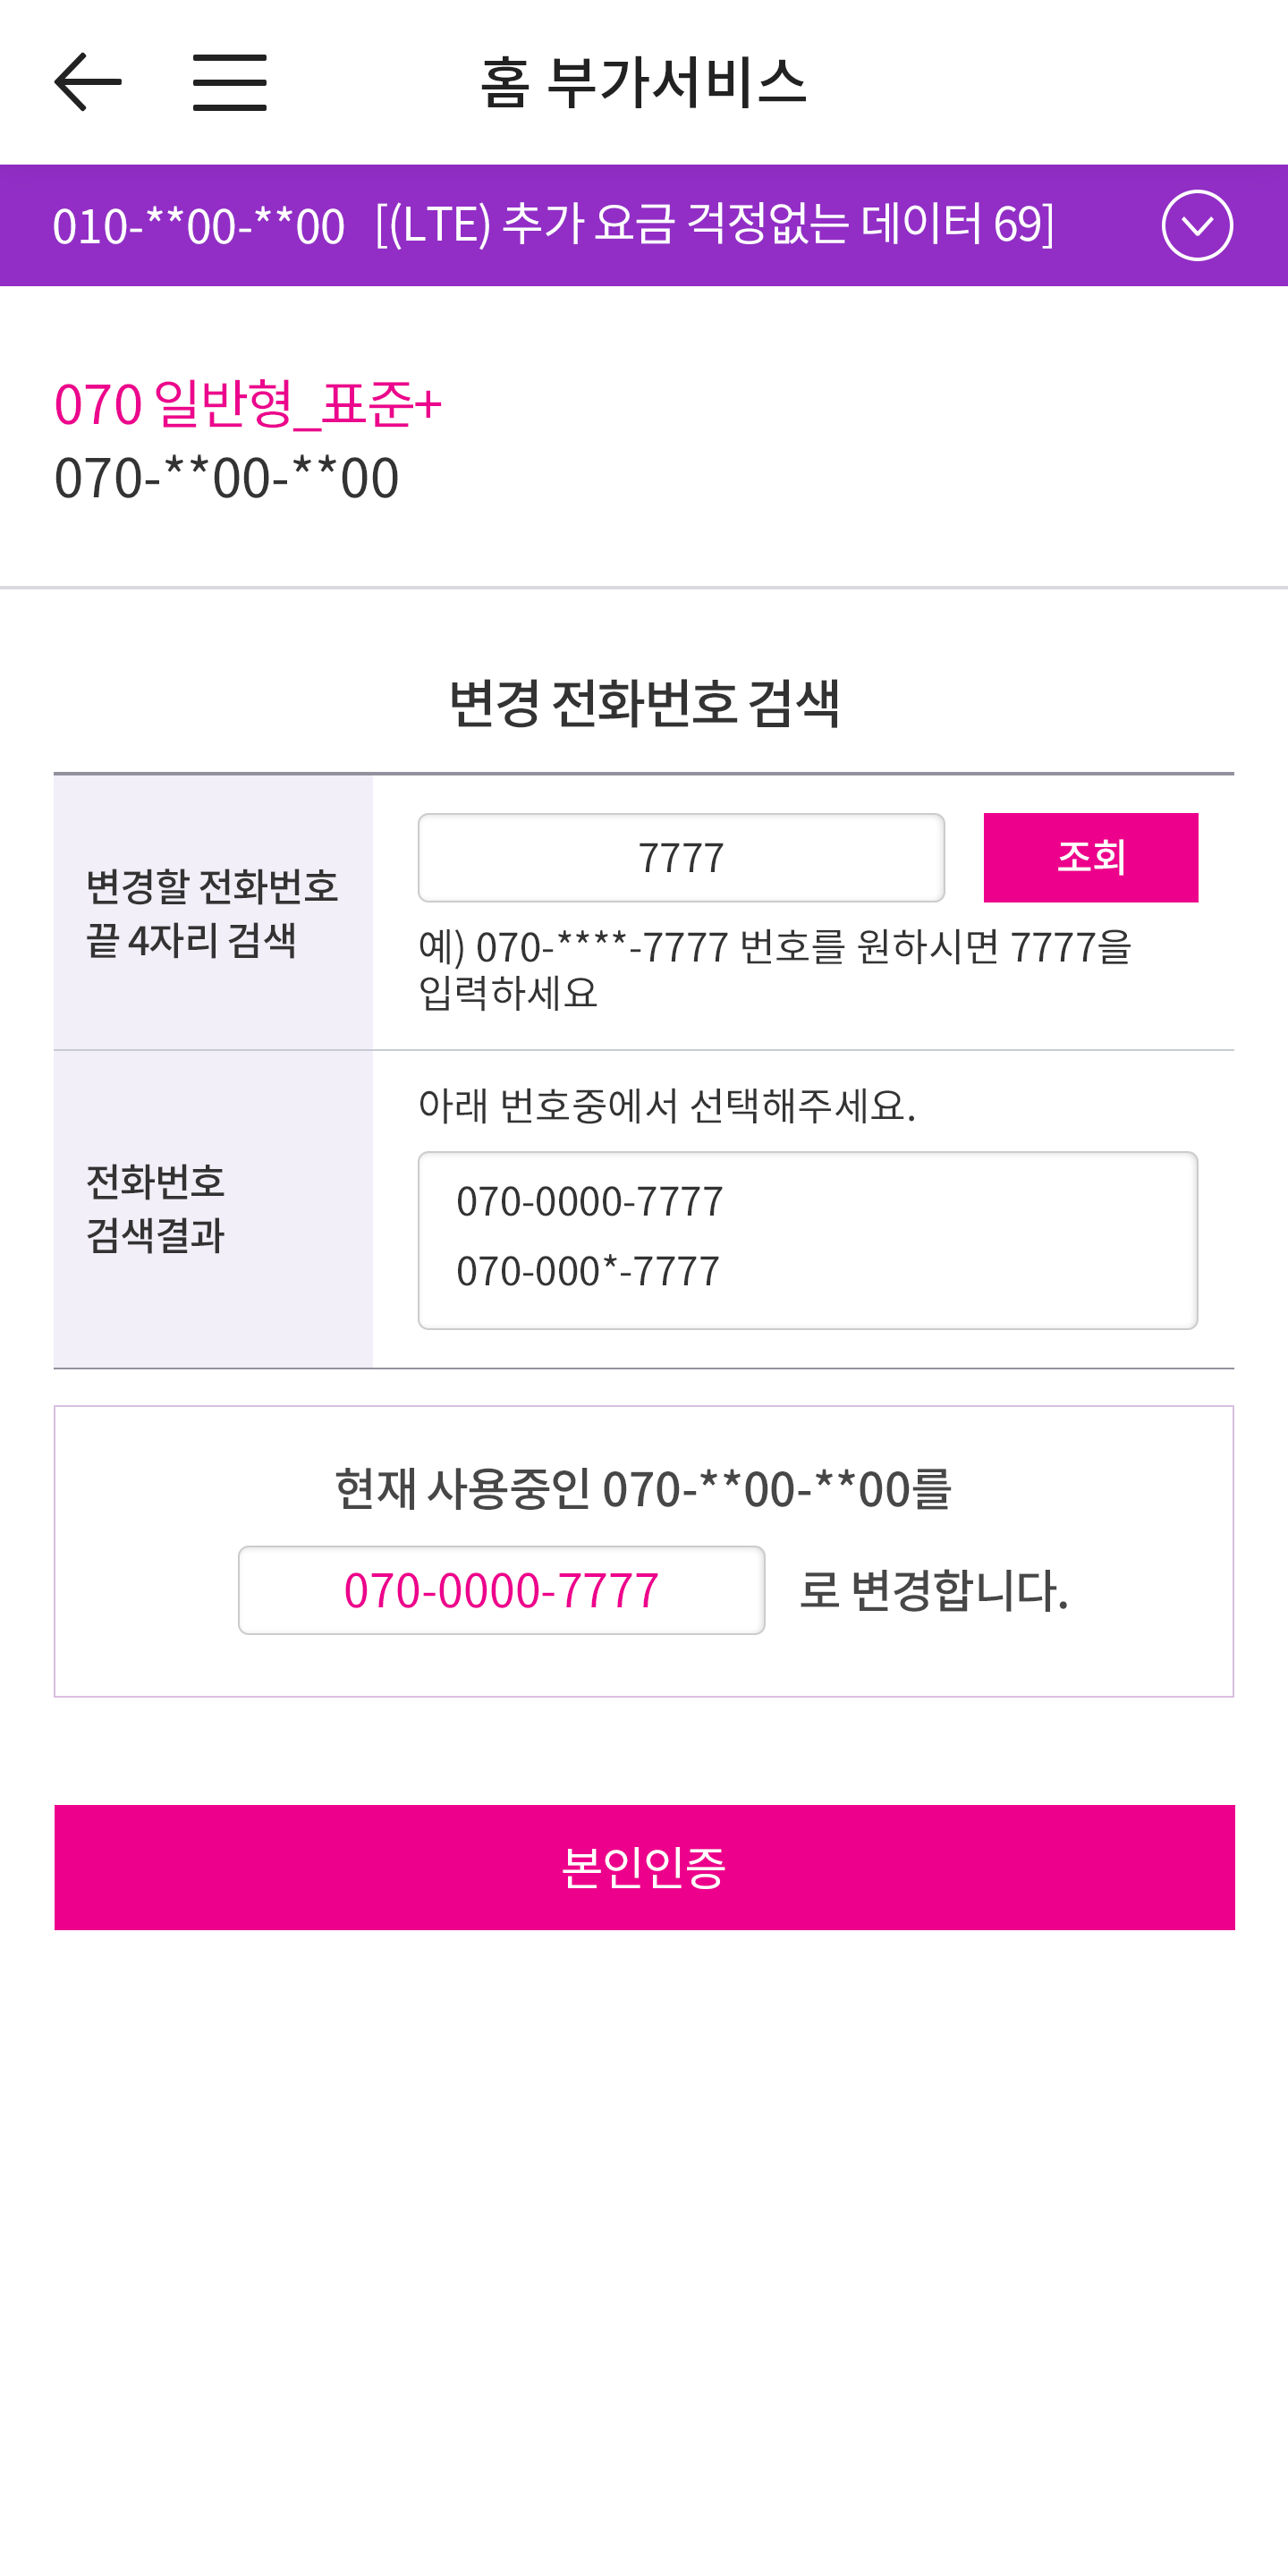 홈 부가서비스
010-**00-**00 [(LTE) 추가 요금 걱정없는 데이터 69]
070 일반형_표준+
070-**00-**00
변경 전화번호 검색
변경할 전화번호
끝 4자리 검색
7777
조회
예) 070-****-7777 번호를 원하시면 7777을
입력하세요
전화번호
검색결과
아래 번호중에서 선택해주세요.
070-0000-7777
070-000*-7777
현재 사용중인 070-**00-**00를
070-0000-7777 로 변경합니다.
본인인증